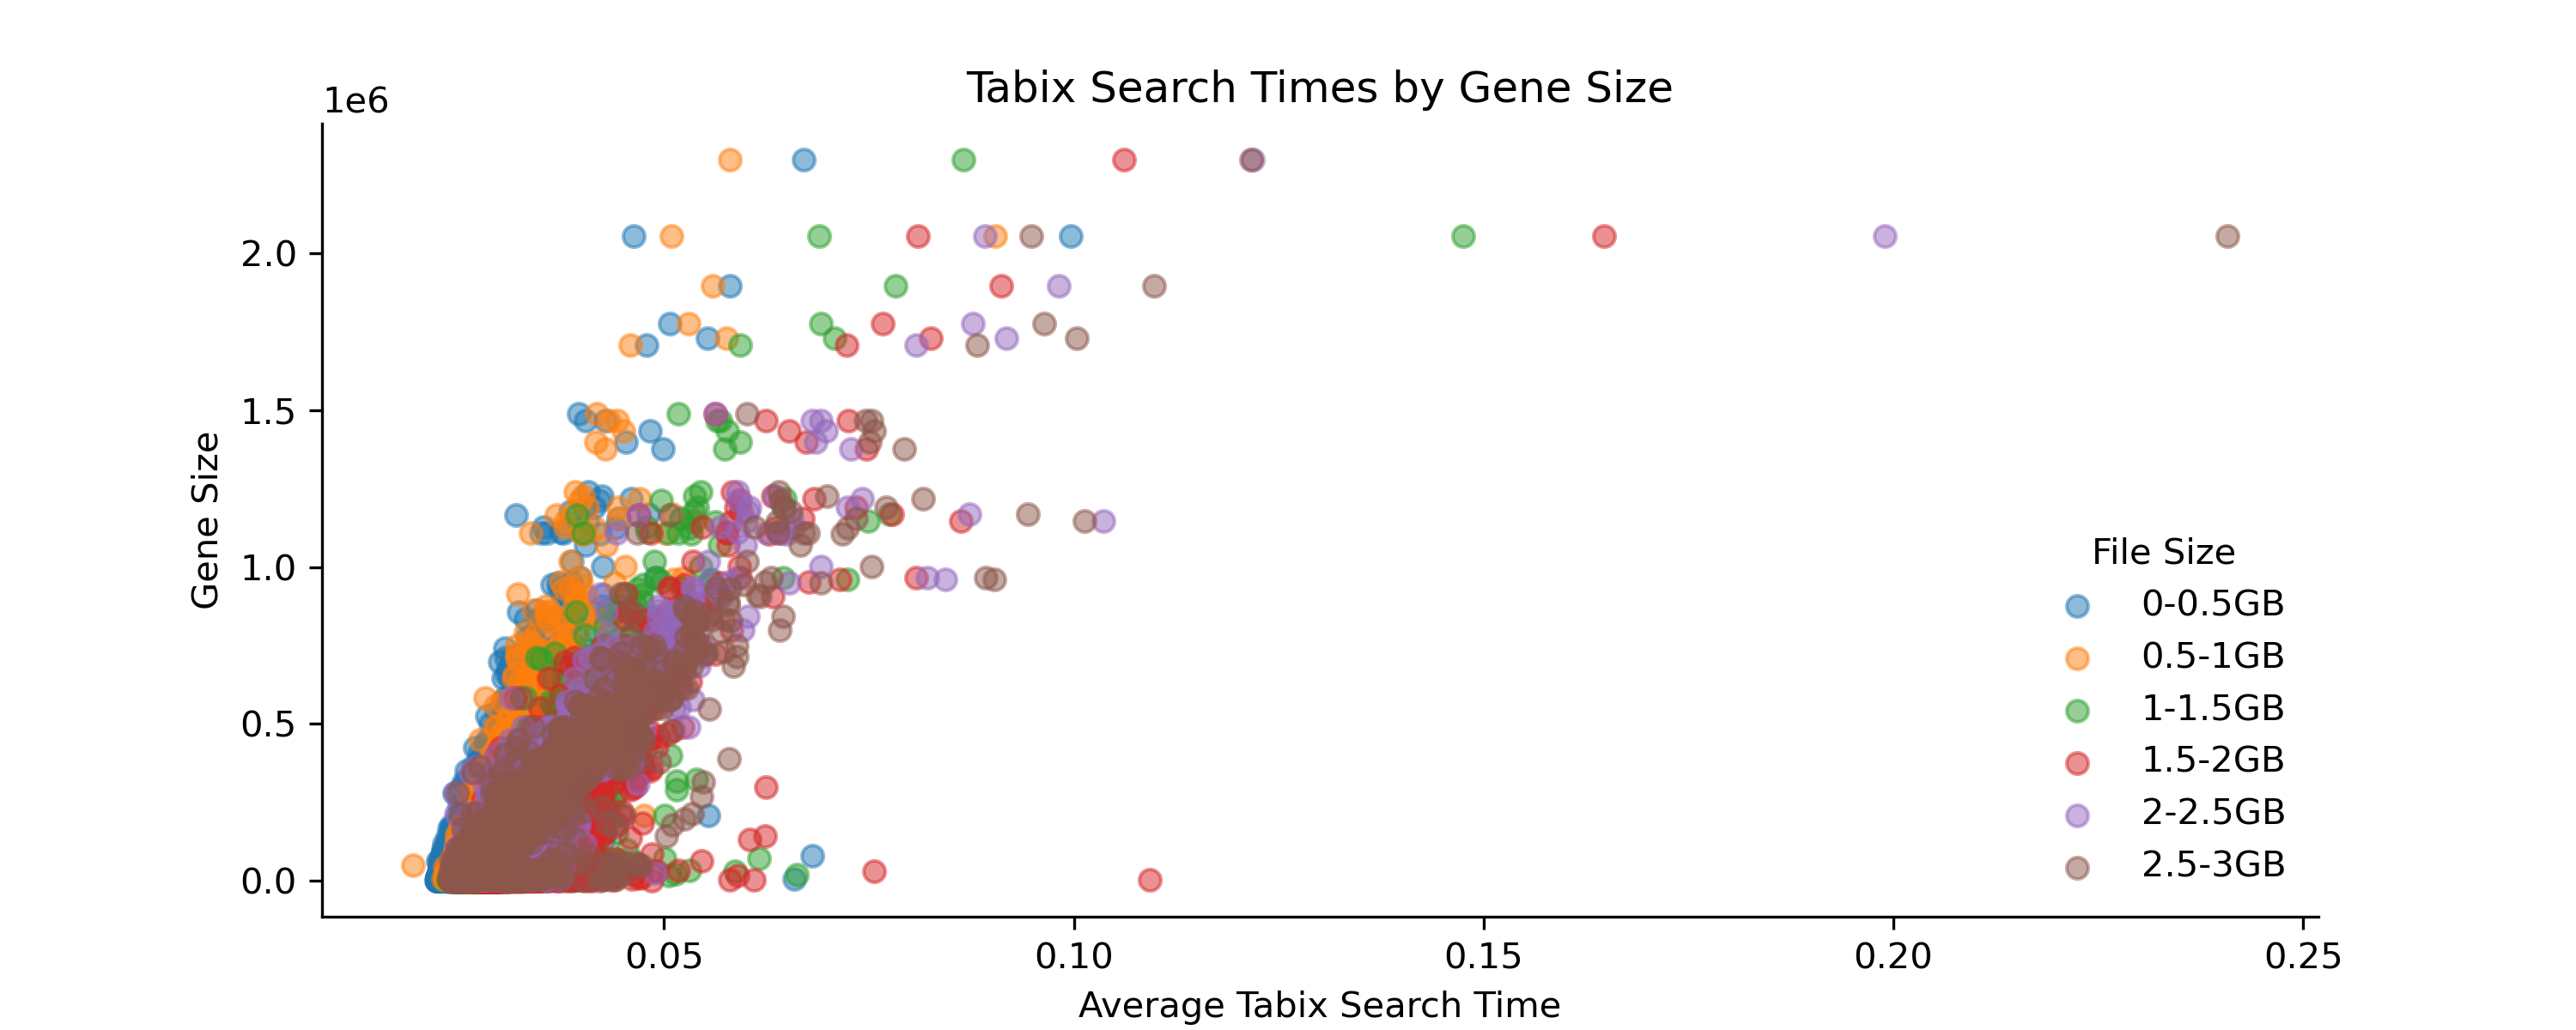 Tabix Search Times by Gene Size
1e6
2.0
1.5
1.0
0.5
0.0
Gene Size
0.05
0.10
0.15
0.20
0.25
Average Tabix Search Time
File Size
0-0.5GB
0.5-1GB
1-1.5GB
1.5-2GB
2-2.5GB
2.5-3GB